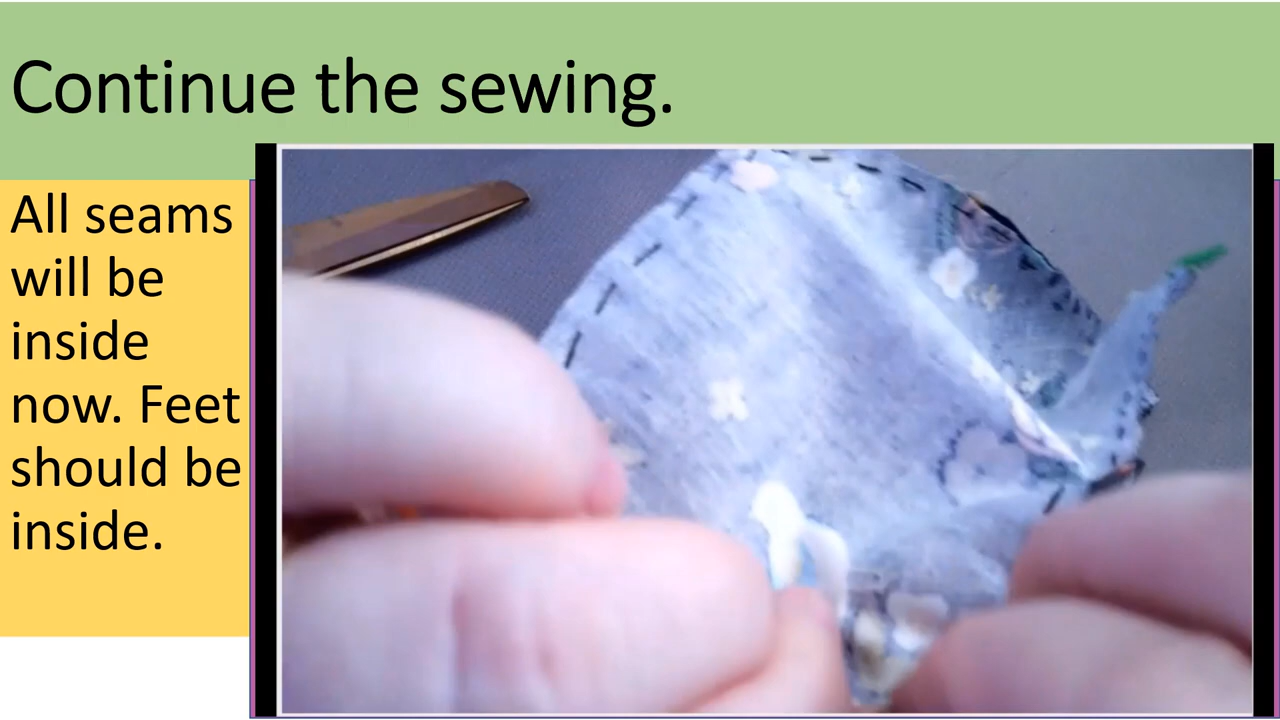 Continue the sewing.
All seams
will be
inside
now. Feet
should be
inside.